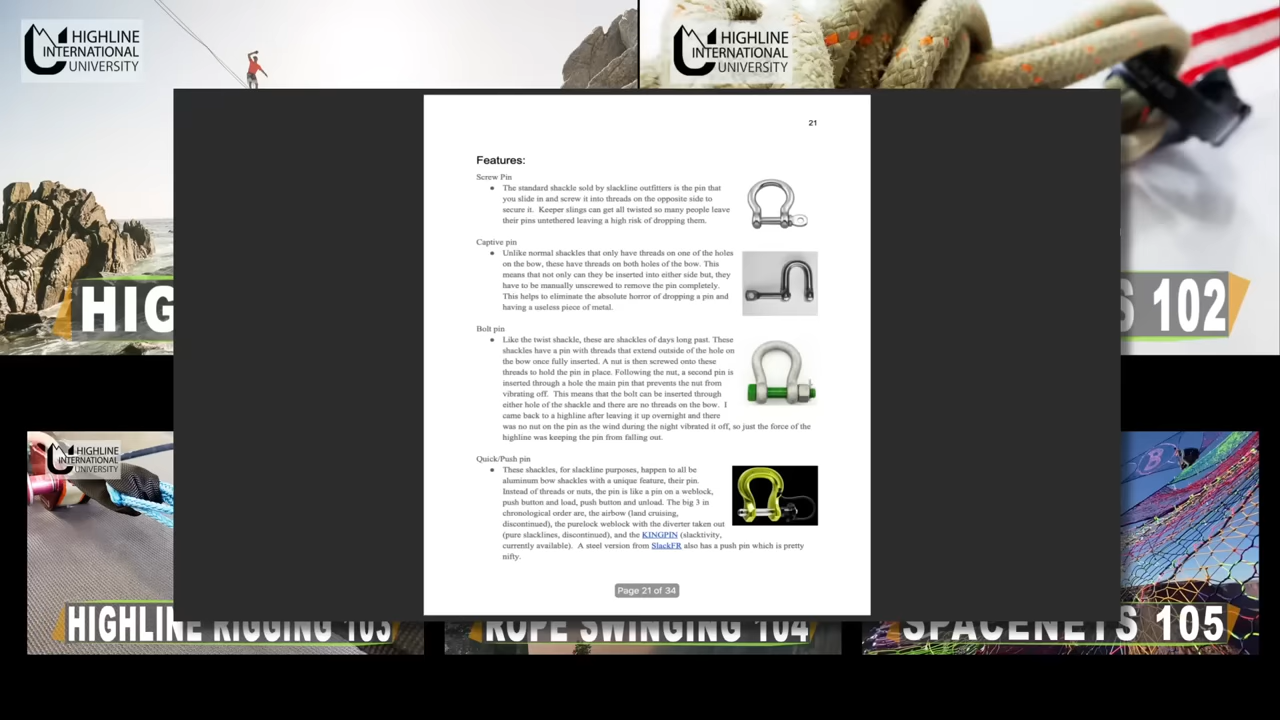 HIGHLINE
INTERNATIONAL
UNIVERSITY
HIGHLINE
INTERNATIONAL
UNIVERSITY
21
Features:
Screw Pin
● The standard shackle sold by slackline outfitters is the pin that
you slide in and screw it into threads on the opposite side to
secure it. Keeper slings can get all twisted so many people leave
their pins untethered leaving a high risk of dropping them.
Captive pin
● Unlike normal shackles that only have threads on one of the holes
on the bow, these have threads on both holes of the bow. This
means that not only can they be inserted into either side but, they
have to be manually unscrewed to remove the pin completely.
This helps to eliminate the absolute horror of dropping a pin and
having a useless piece of metal.
HIG
S 102
Bolt pin
● Like the twist shackle, these are shackles of days long past. These
shackles have a pin with threads that extend outside of the hole on
the bow once fully inserted. A nut is then screwed onto these
threads to hold the pin in place. Following the nut, a second pin is
inserted through a hole the main pin that prevents the nut from
vibrating off. This means that the bolt can be inserted through
either hole of the shackle and there are no threads on the bow. I
came back to a highline after leaving it up overnight and there
was no nut on the pin as the wind during the night vibrated it off, so just the force of the
highline was keeping the pin from falling out.
HIGHLINE
INTERNATIONAL
UNIVERSITY
Quick/Push pin
● These shackles, for slackline purposes, happen to all be
aluminum bow shackles with a unique feature, their pin.
Instead of threads or nuts, the pin is like a pin on a weblock,
push button and load, push button and unload. The big 3 in
chronological order are, the airbow (land cruising,
discontinued), the purelock weblock with the diverter taken out
(pure slacklines, discontinued), and the KINGPIN (slacktivity,
currently available). A steel version from SlackFR also has a push pin which is pretty
nifty.
Page 21 of 34
HIGHLINE RIGGING 103
ROPE SWINGING 104
SPACENETS 105